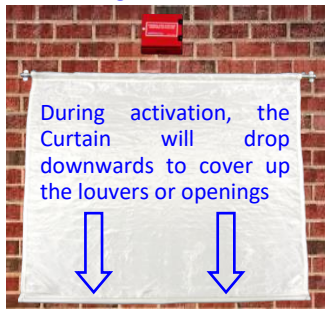 During activation, the
Curtain will drop
downwards to cover up
the louvers or openings